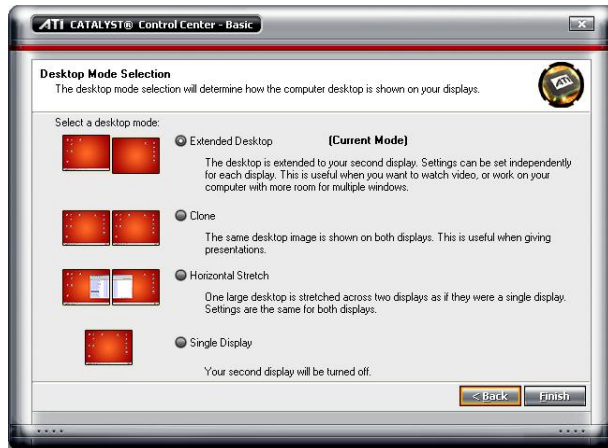 ATI CATALYST® Control Center - Basic
Desktop Mode Selection
The desktop mode selection will determine how the computer desktop is shown on your displays.
ATI
Select a desktop mode:
Extended Desktop (Current Mode)
The desktop is extended to your second display. Settings can be set independently
for each display. This is useful when you want to watch video, or work on your
computer with more room for multiple windows.
Clone
The same desktop image is shown on both displays. This is useful when giving
presentations.
Horizontal Stretch
One large desktop is stretched across two displays as if they were a single display.
Settings are the same for both displays.
Single Display
Your second display will be turned off.
< Back Finish